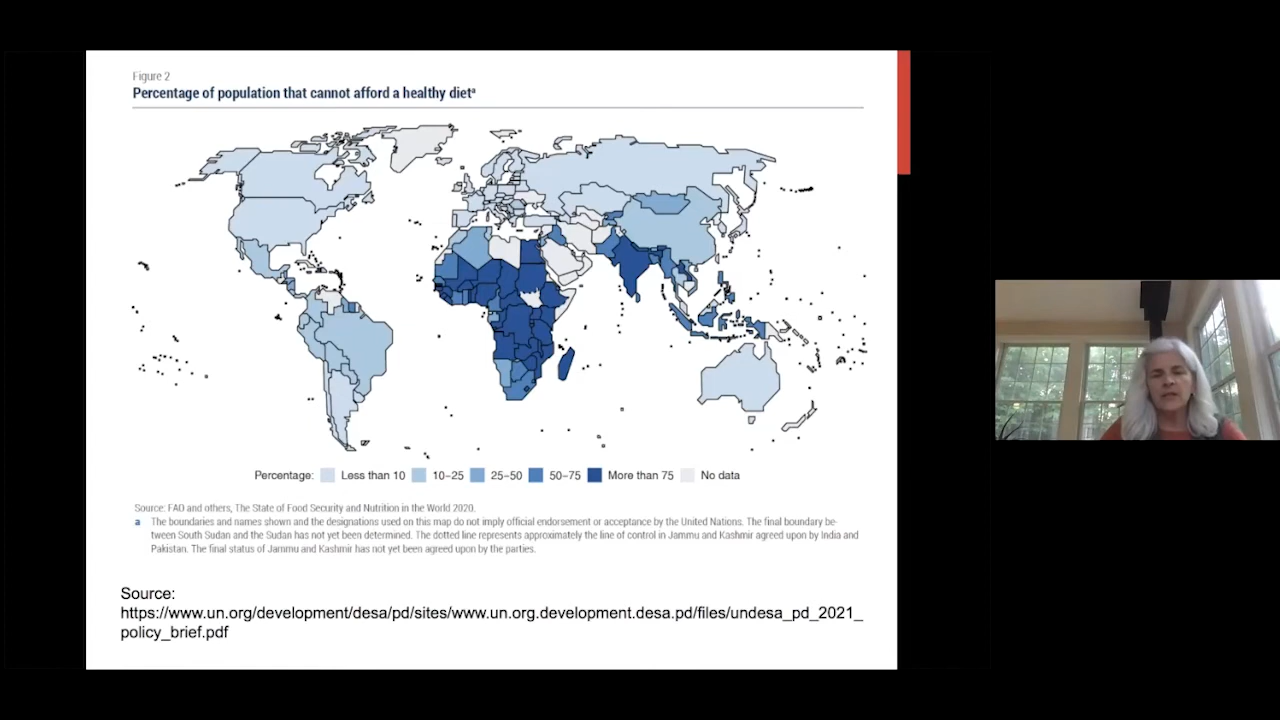 Figure 2
Percentage of population that cannot afford a healthy dietᵃ
Percentage: Less than 10 10–25 25–50 50–75 More than 75 No data
Source: FAO and others, The State of Food Security and Nutrition in the World 2020.
a The boundaries and names shown and the designations used on this map do not imply official endorsement or acceptance by the United Nations. The final boundary be-
tween South Sudan and the Sudan has not yet been determined. The dotted line represents approximately the line of control in Jammu and Kashmir agreed upon by India and
Pakistan. The final status of Jammu and Kashmir has not yet been agreed upon by the parties.
Source:
https://www.un.org/development/desa/pd/sites/www.un.org.development.desa.pd/files/undesa_pd_2021_
policy_brief.pdf